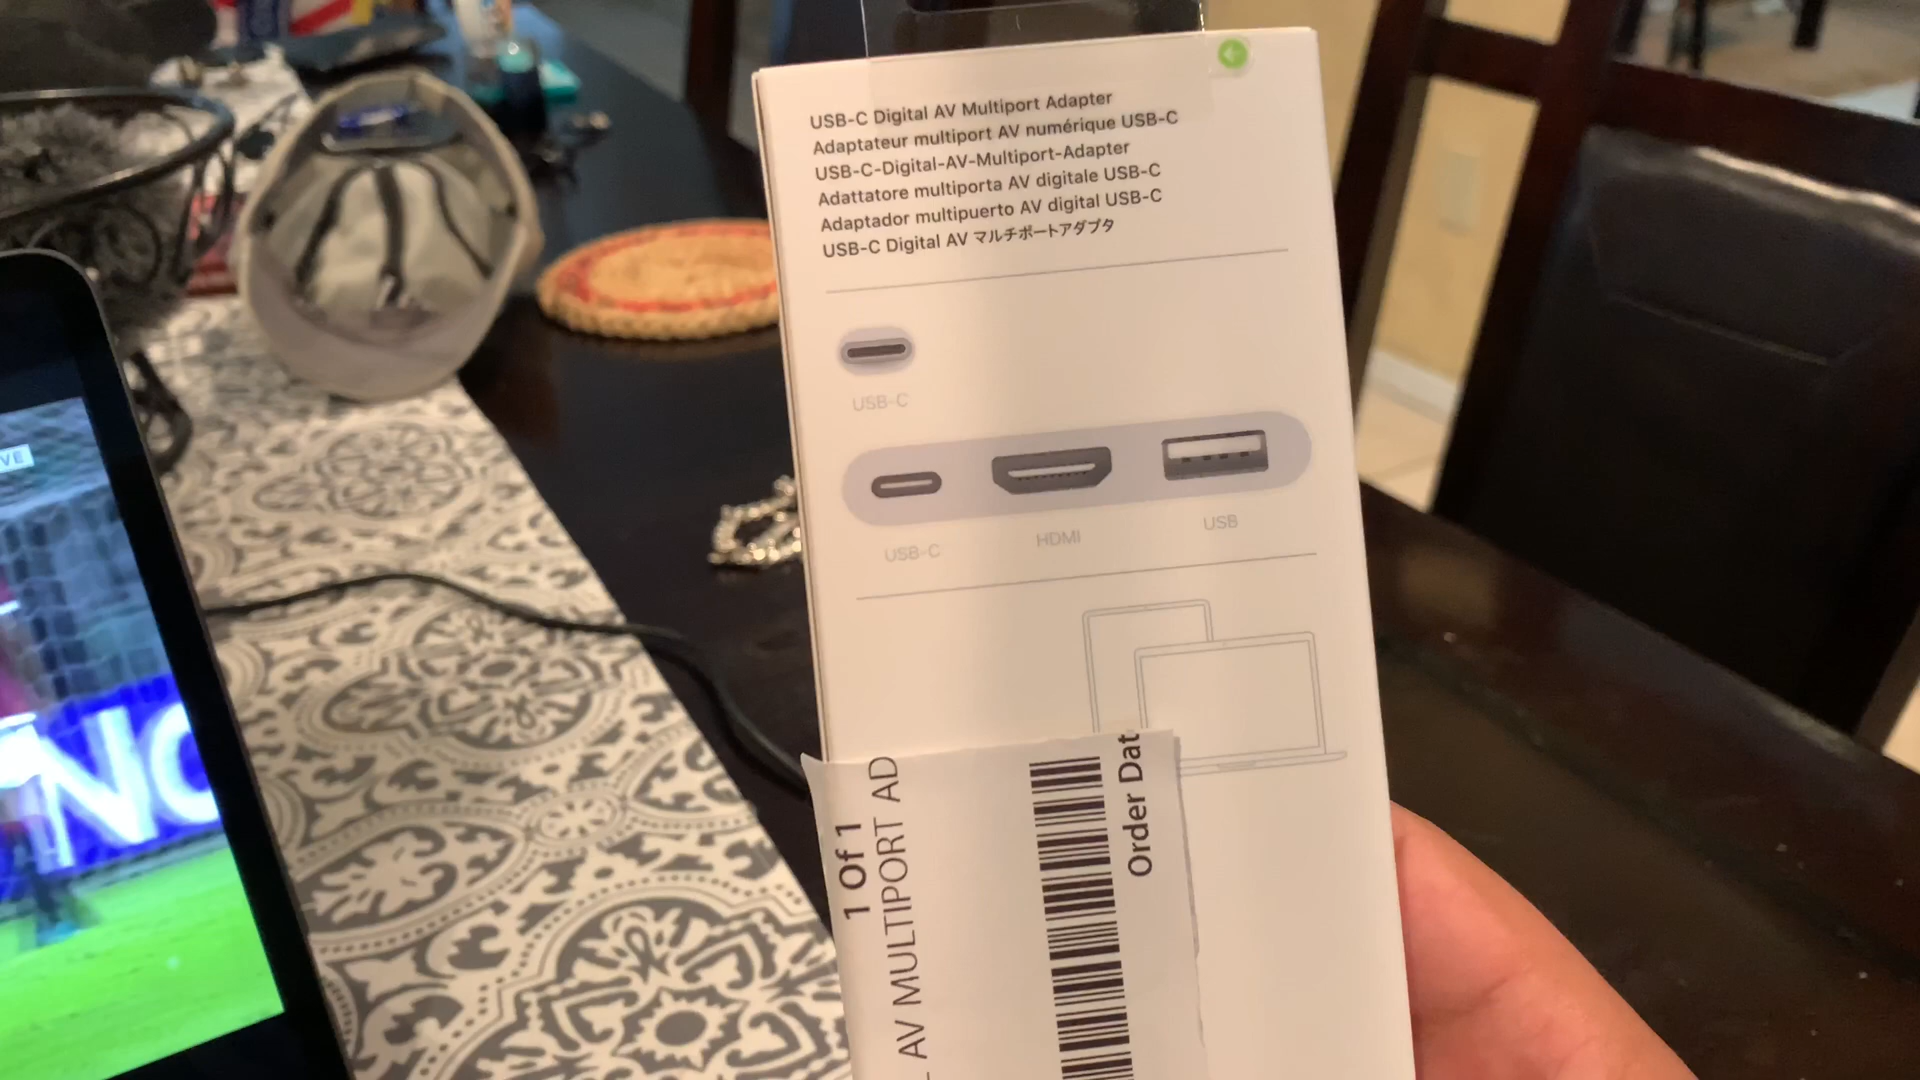 USB-C Digital AV Multiport Adapter
Adaptateur multiport AV numérique USB-C
USB-C-Digital-AV-Multiport-Adapter
Adattatore multiporta AV digitale USB-C
Adaptador multipuerto AV digital USB-C
USB-C Digital AV マルチポートアダプタ
USB-C
USB-C
HDMI
USB
1 Of 1
AV MULTIPORT AD
Order Dat
VE
NO